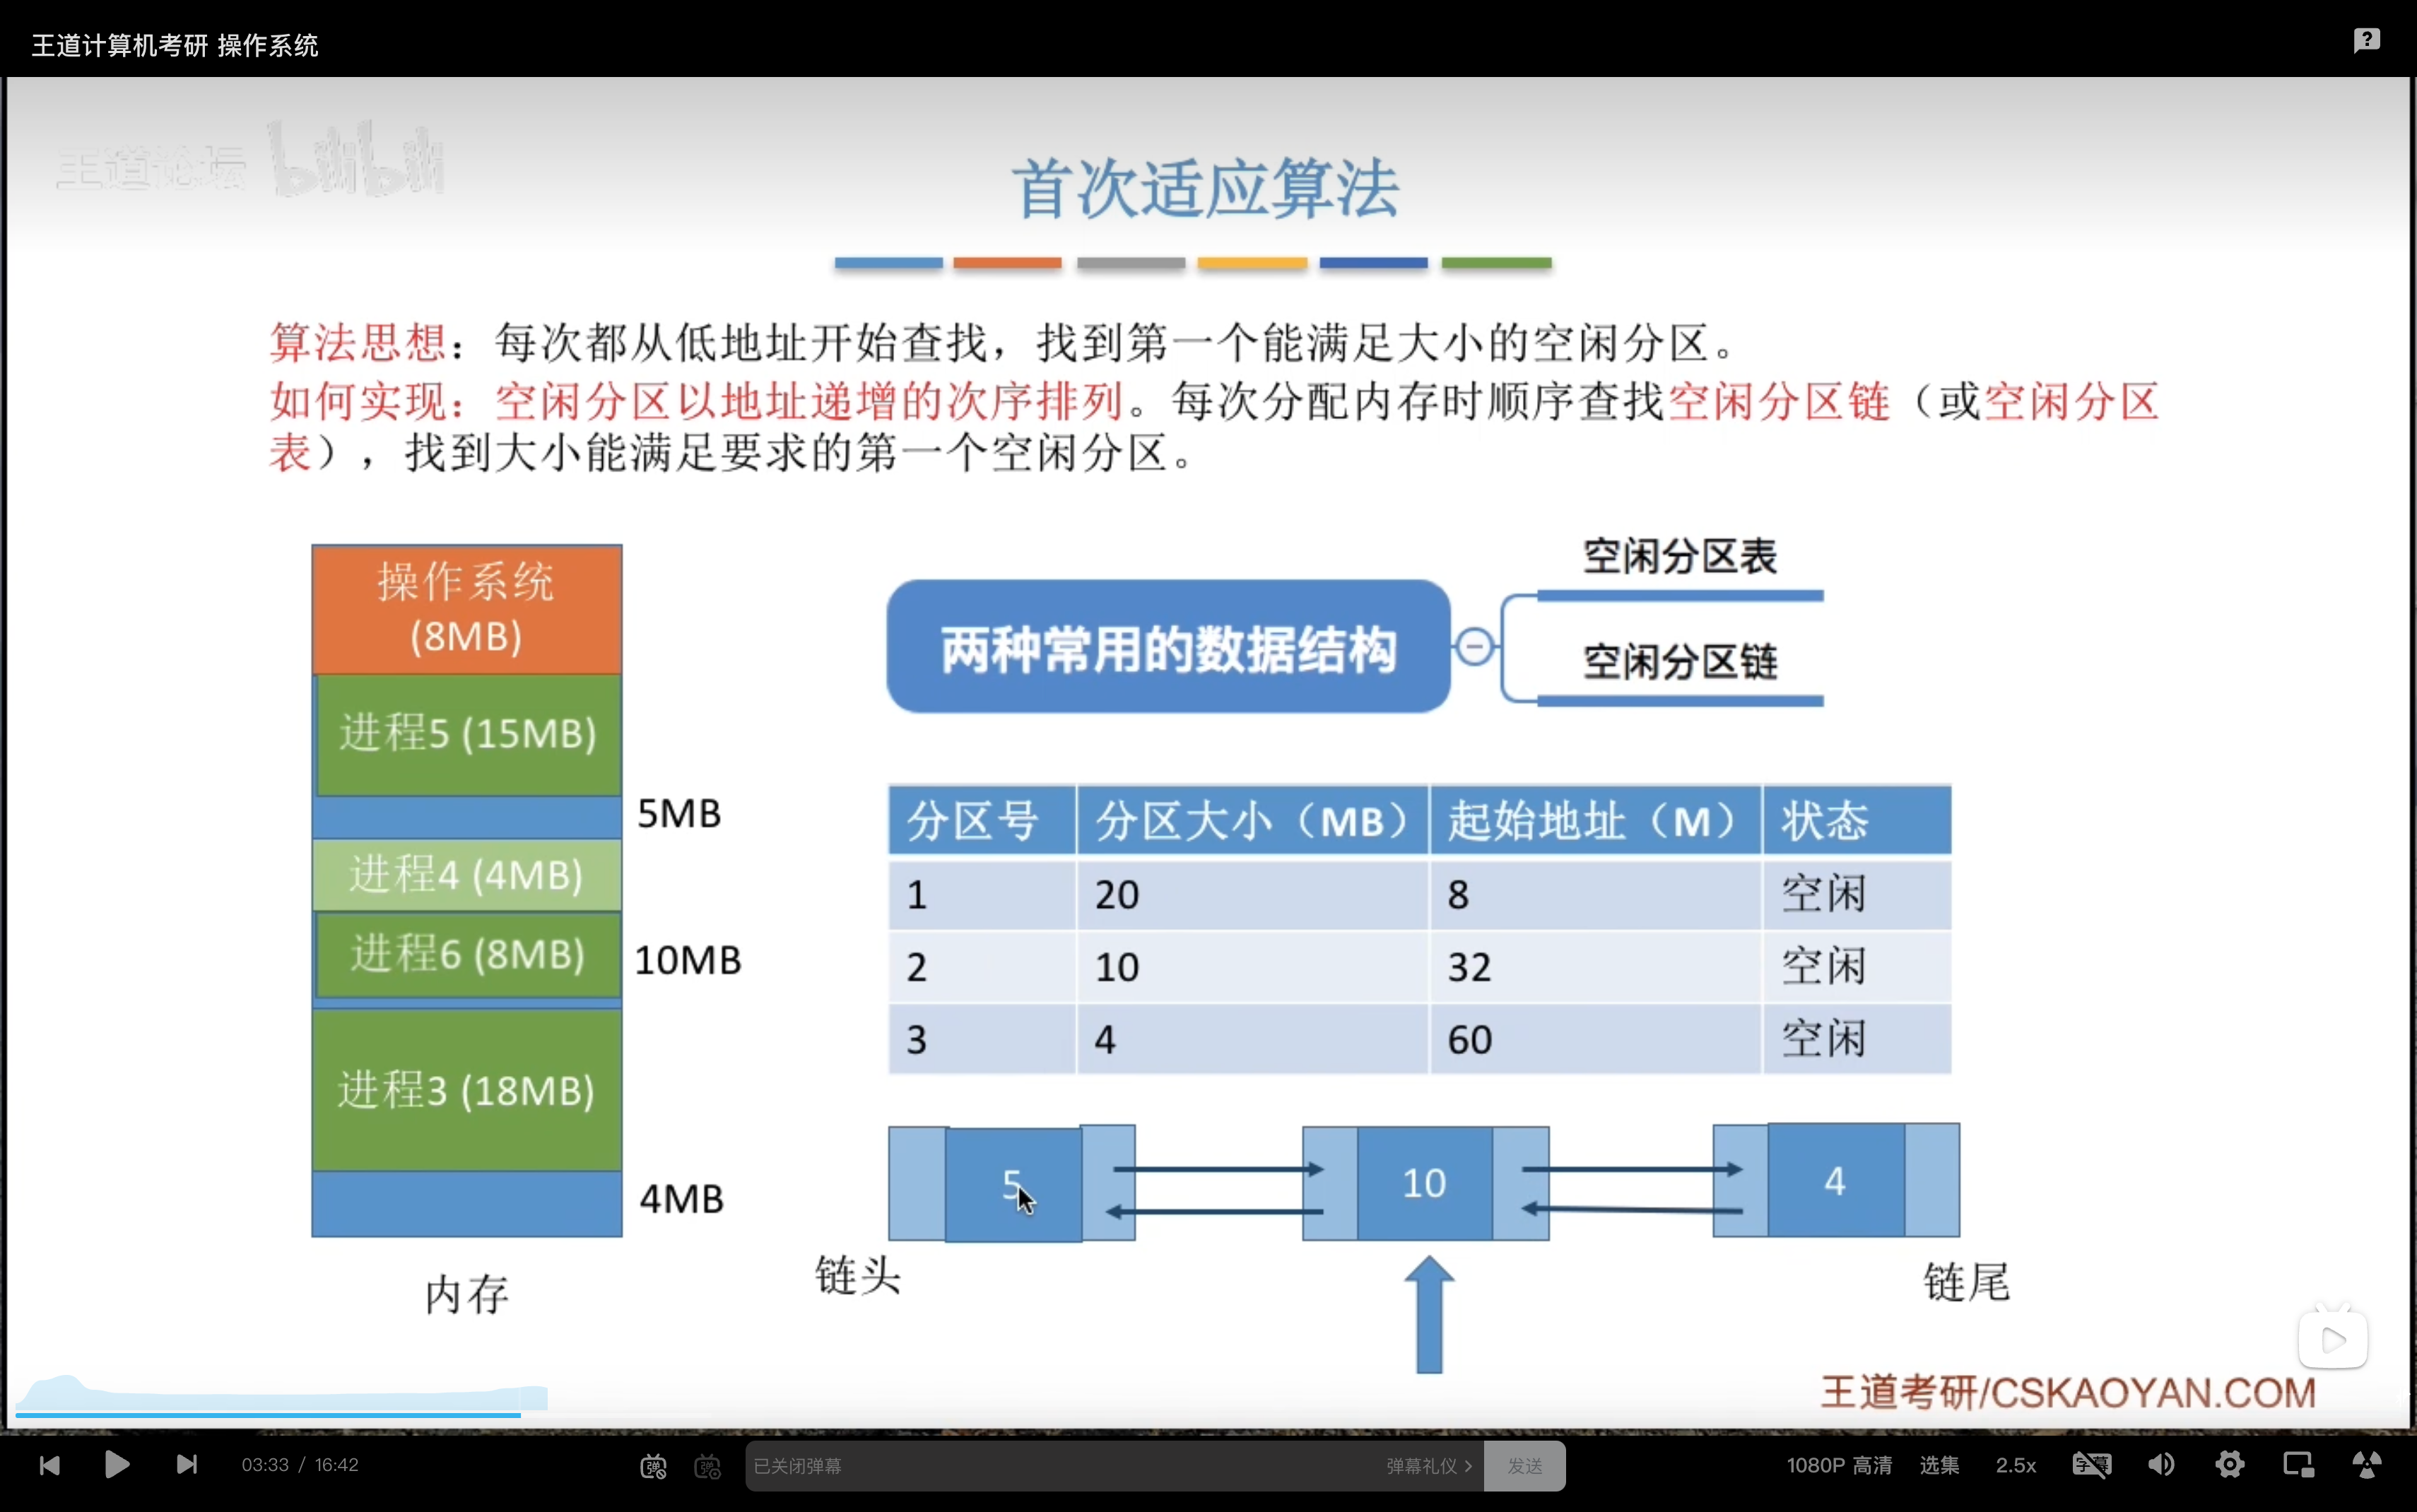 王道计算机考研 操作系统
王道论坛 bilibili
首次适应算法
算法思想：每次都从低地址开始查找，找到第一个能满足大小的空闲分区。
如何实现：空闲分区以地址递增的次序排列。每次分配内存时顺序查找空闲分区链（或空闲分区
表），找到大小能满足要求的第一个空闲分区。
操作系统
(8MB)
进程5 (15MB)
5MB
进程4 (4MB)
进程6 (8MB)
10MB
进程3 (18MB)
4MB
内存
两种常用的数据结构
空闲分区表
空闲分区链
分区号 分区大小（MB） 起始地址（M） 状态
1 20 8 空闲
2 10 32 空闲
3 4 60 空闲
5 10 4
链头
链尾
王道考研/CSKAOYAN.COM
03:33 / 16:42
弹 弹
已关闭弹幕
弹幕礼仪
发送
1080P 高清
选集
2.5x
字幕